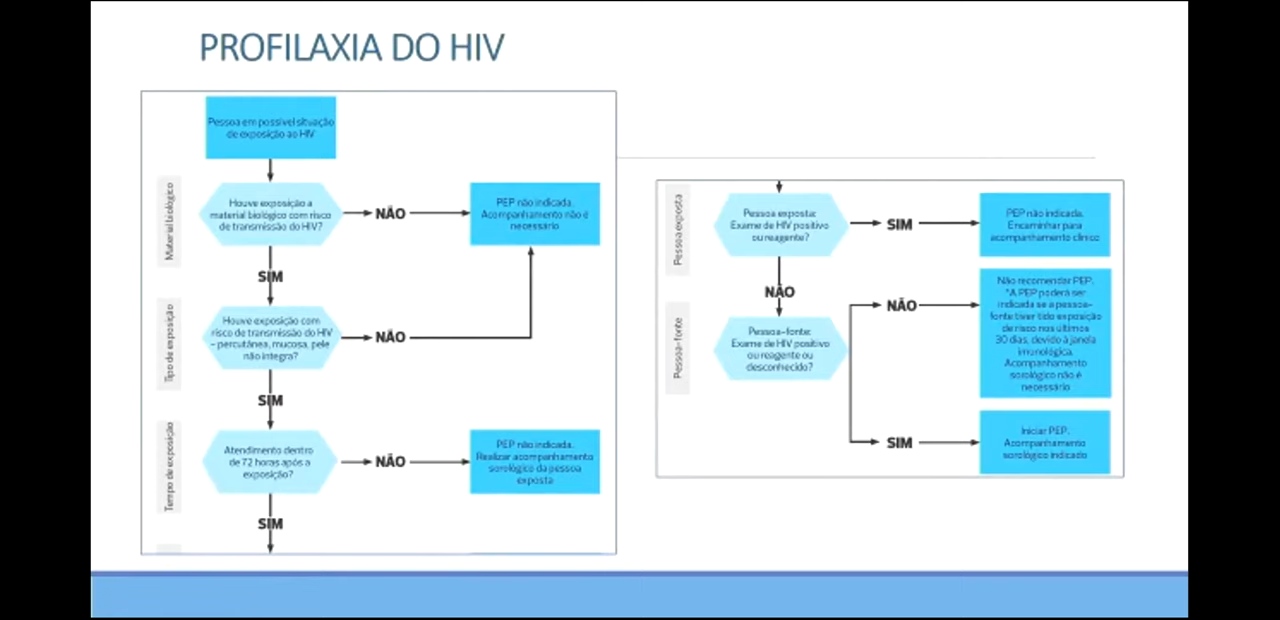 PROFILAXIA DO HIV
Pessoa em possível situação
de exposição ao HIV
Material biológico
Houve exposição a
material biológico com risco
de transmissão do HIV?
NÃO
PEP não indicada.
Acompanhamento não é
necessário
SIM
Tipo de exposição
Houve exposição com
risco de transmissão do HIV
– percutânea, mucosa, pele
não íntegra?
NÃO
SIM
Tempo de exposição
Atendimento dentro
de 72 horas após a
exposição?
NÃO
PEP não indicada.
Realizar acompanhamento
sorológico da pessoa
exposta
SIM
Pessoa exposta
Pessoa exposta:
Exame de HIV positivo
ou reagente?
SIM
PEP não indicada.
Encaminhar para
acompanhamento clínico
NÃO
Pessoa-fonte
Pessoa-fonte:
Exame de HIV positivo
ou reagente ou
desconhecido?
NÃO
Não recomendar PEP.
*A PEP poderá ser
indicada se a pessoa-
fonte tiver tido exposição
de risco nos últimos
30 dias, devido à janela
imunológica.
Acompanhamento
sorológico não é
necessário
SIM
Iniciar PEP.
Acompanhamento
sorológico indicado